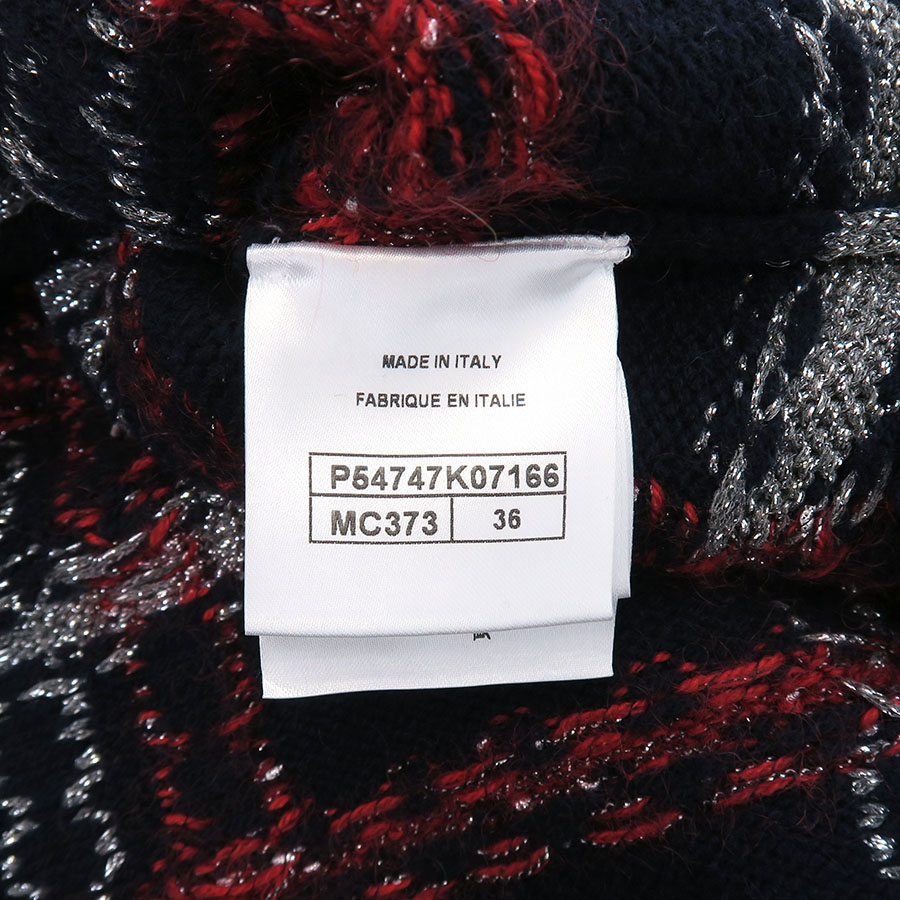 MADE IN ITALY
FABRIQUE EN ITALIE
P54747K07166
MC373 36